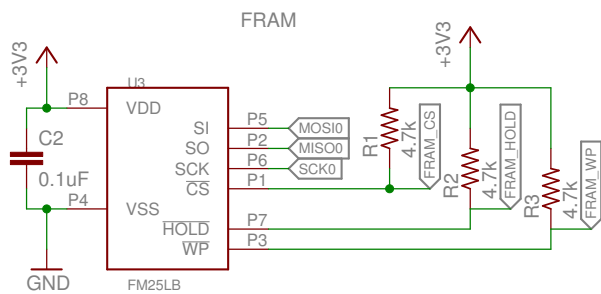 FRAM
+3V3
+3V3
U3
P8
VDD
C2
0.1uF
P4
VSS
GND
SI
P5
MOSI0
SO
P2
MISO0
SCK
P6
SCK0
CS
P1
HOLD
P7
WP
P3
FM25LB
R1
4.7k
FRAM_CS
R2
4.7k
FRAM_HOLD
R3
4.7k
FRAM_WP